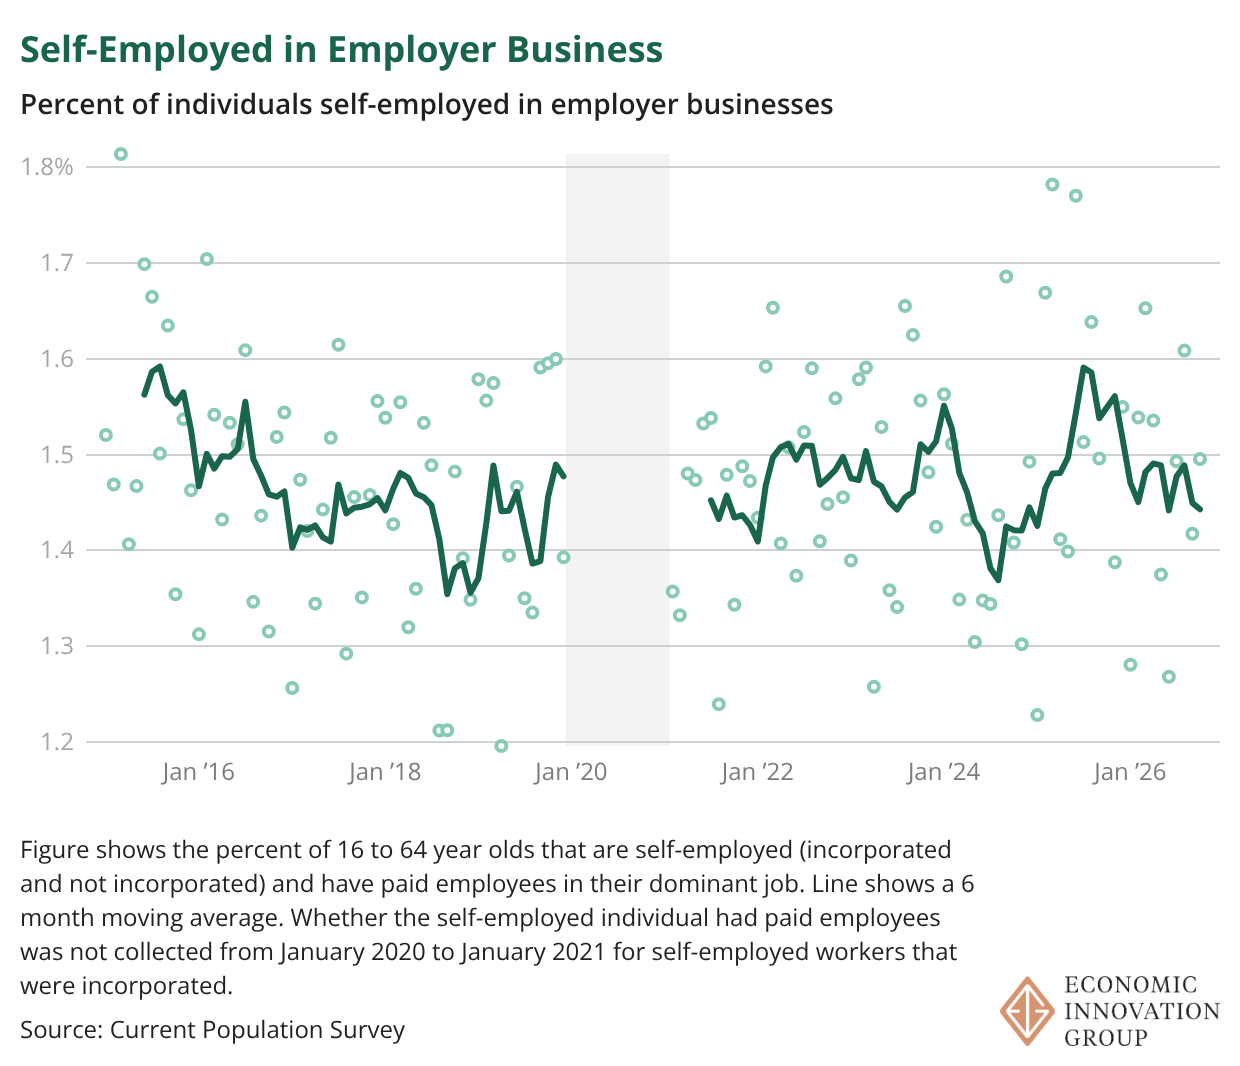 Self-Employed in Employer Business
Percent of individuals self-employed in employer businesses
1.8%
1.7
1.6
1.5
1.4
1.3
1.2
Jan ’16
Jan ’18
Jan ’20
Jan ’22
Jan ’24
Jan ’26
Figure shows the percent of 16 to 64 year olds that are self-employed (incorporated
and not incorporated) and have paid employees in their dominant job. Line shows a 6
month moving average. Whether the self-employed individual had paid employees
was not collected from January 2020 to January 2021 for self-employed workers that
were incorporated.
Source: Current Population Survey
ECONOMIC
INNOVATION
GROUP